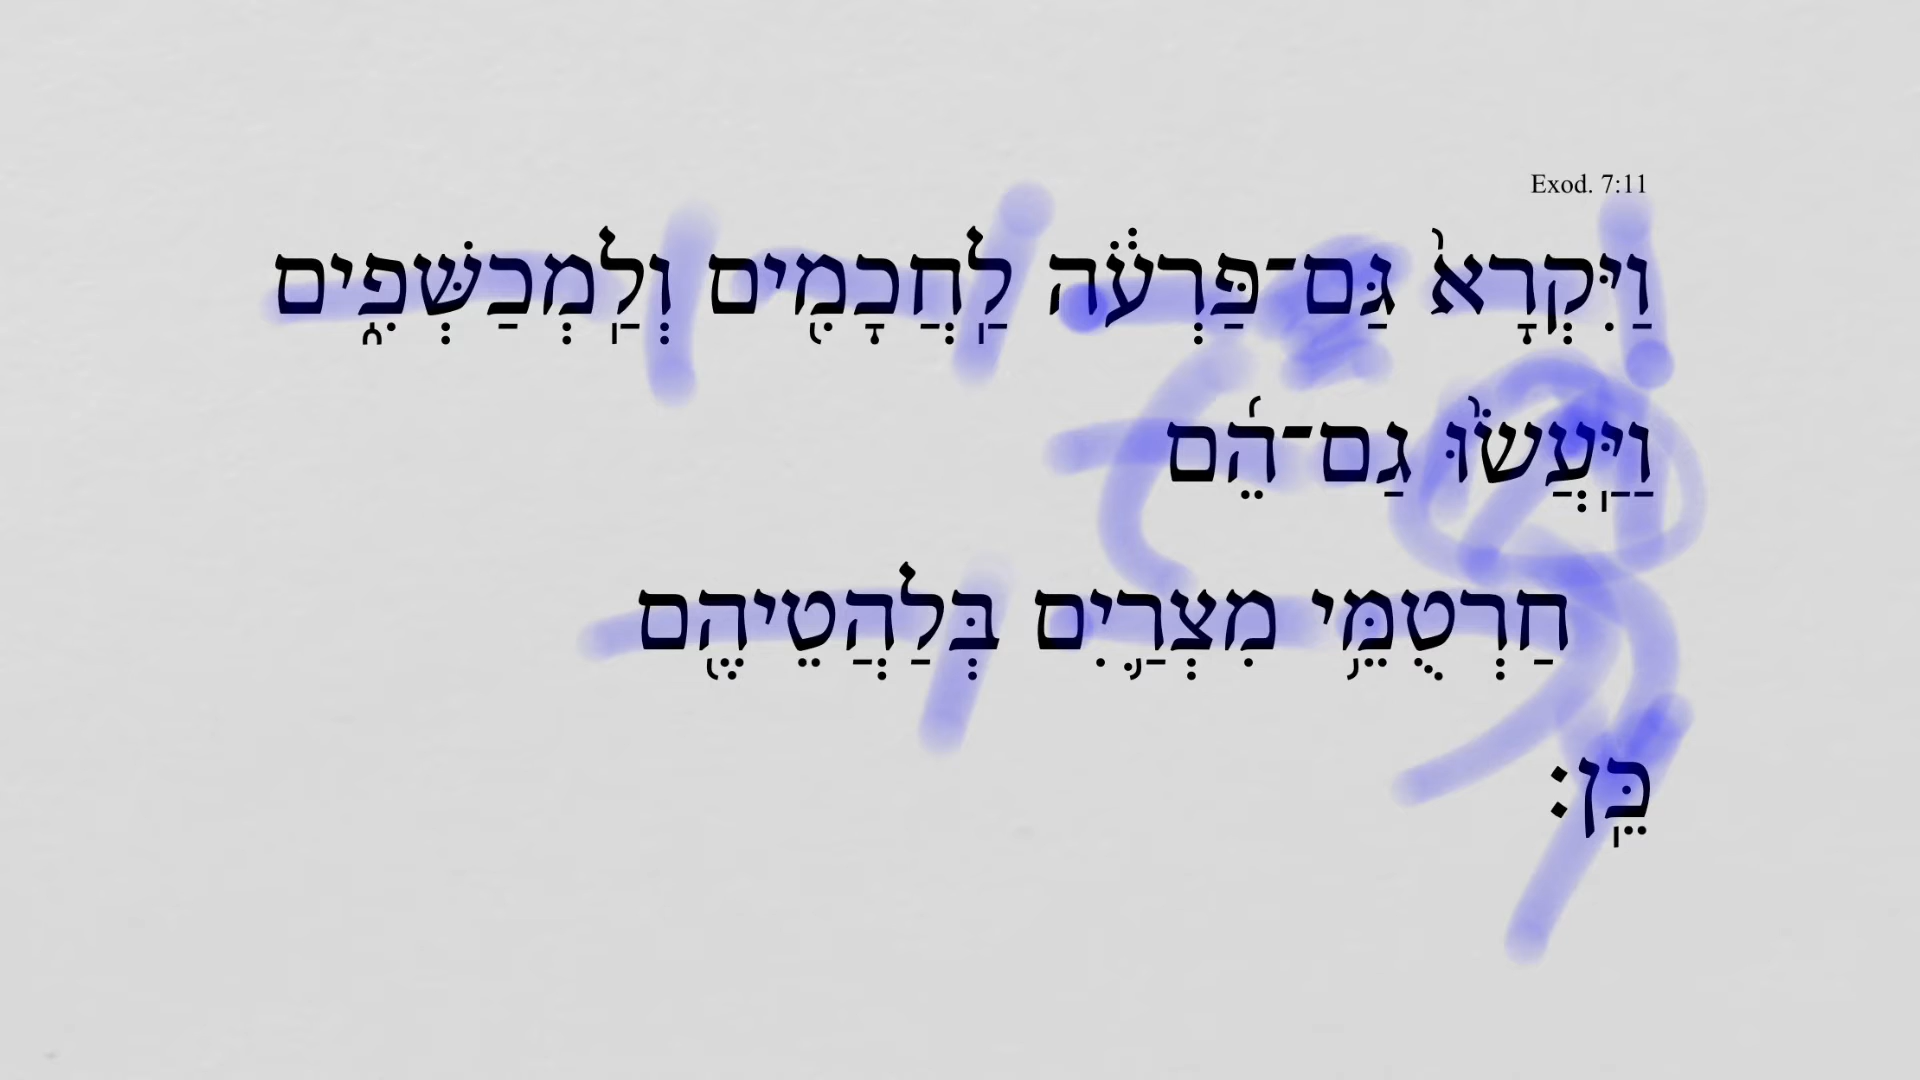 Exod. 7:11
וַיִּקְרָא֙ גַּם־פַּרְעֹ֔ה לַֽחֲכָמִ֖ים וְלַֽמְכַשְּׁפִ֑ים
וַיַּֽעֲשׂ֨וּ גַם־הֵ֜ם
חַרְטֻמֵּ֥י מִצְרַ֛יִם בְּלַהֲטֵיהֶ֖ם
כֵּֽן׃